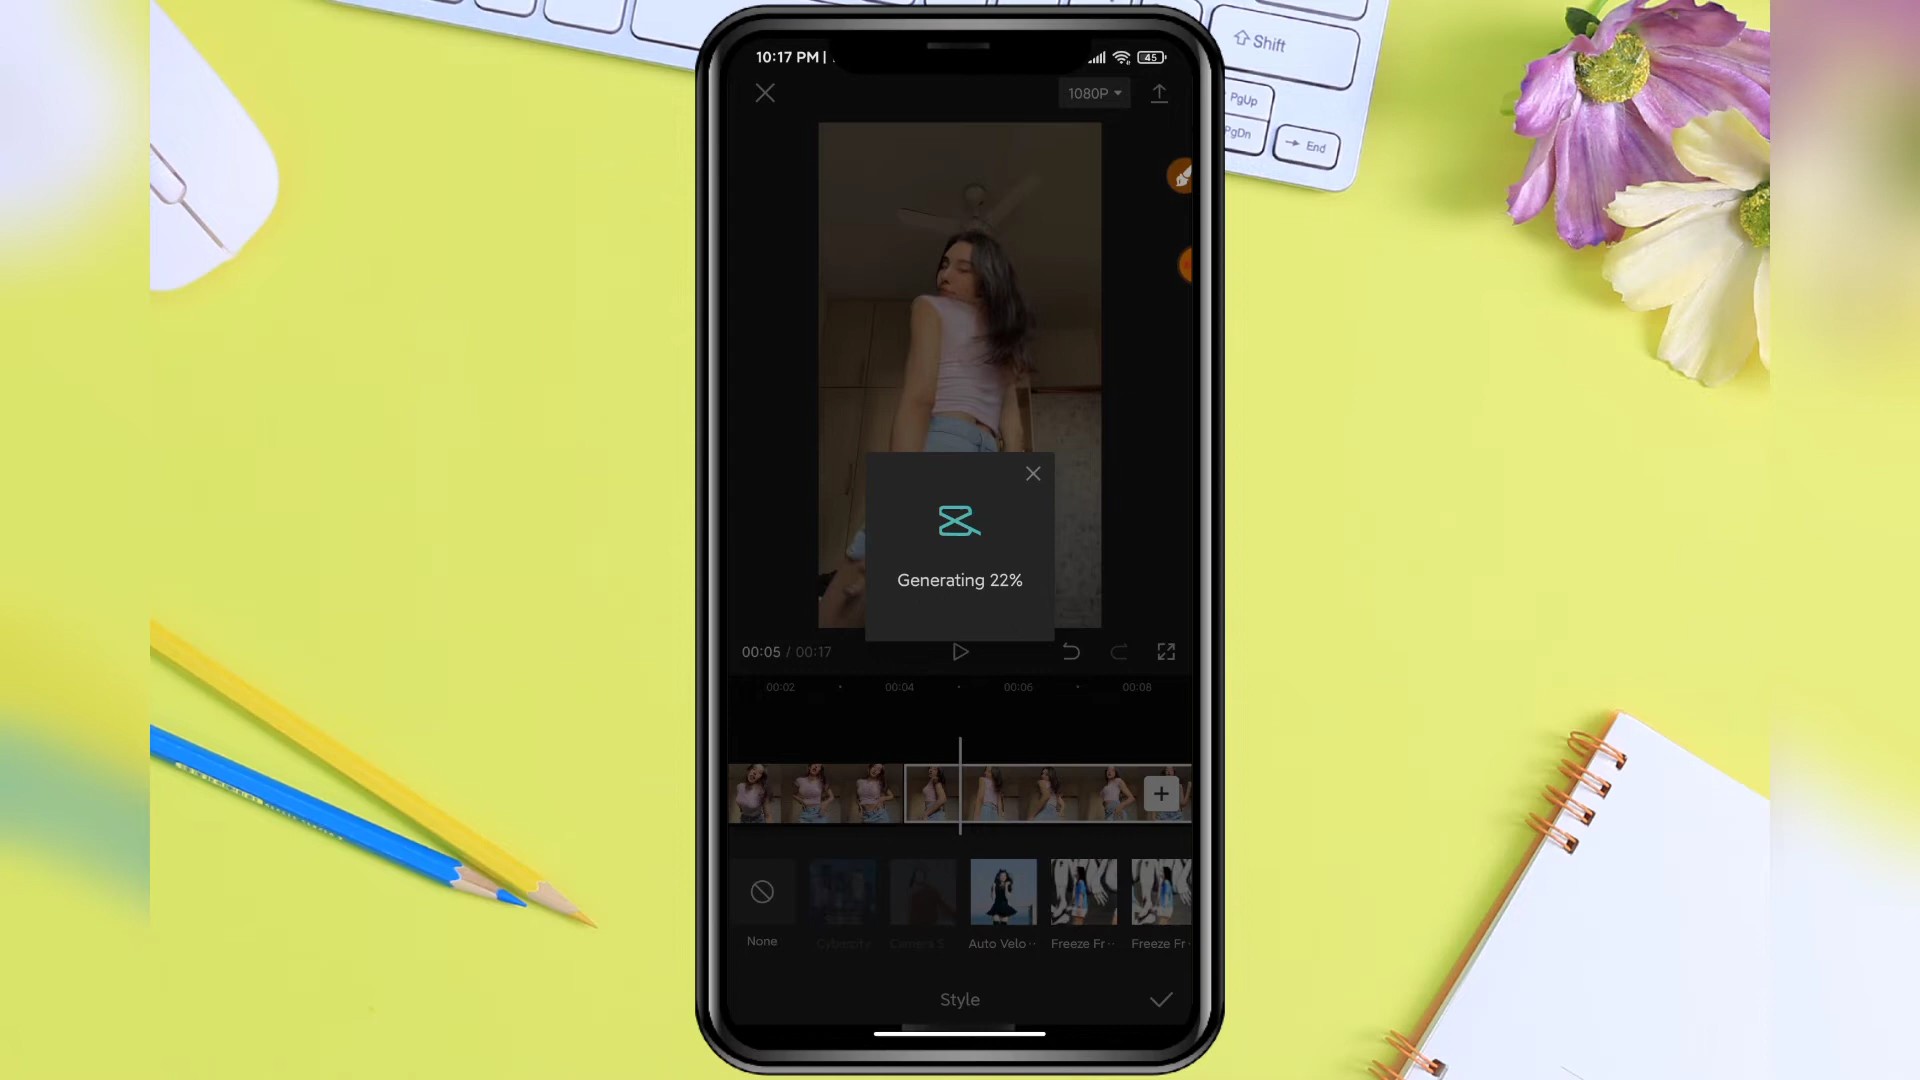 Shift
PgUp
PgDn
End
10:17 PM
45
1080P
Generating 22%
00:05 / 00:17
00:02
00:04
00:06
00:08
None
Auto Velo··
Freeze Fr··
Freeze Fr·
Style